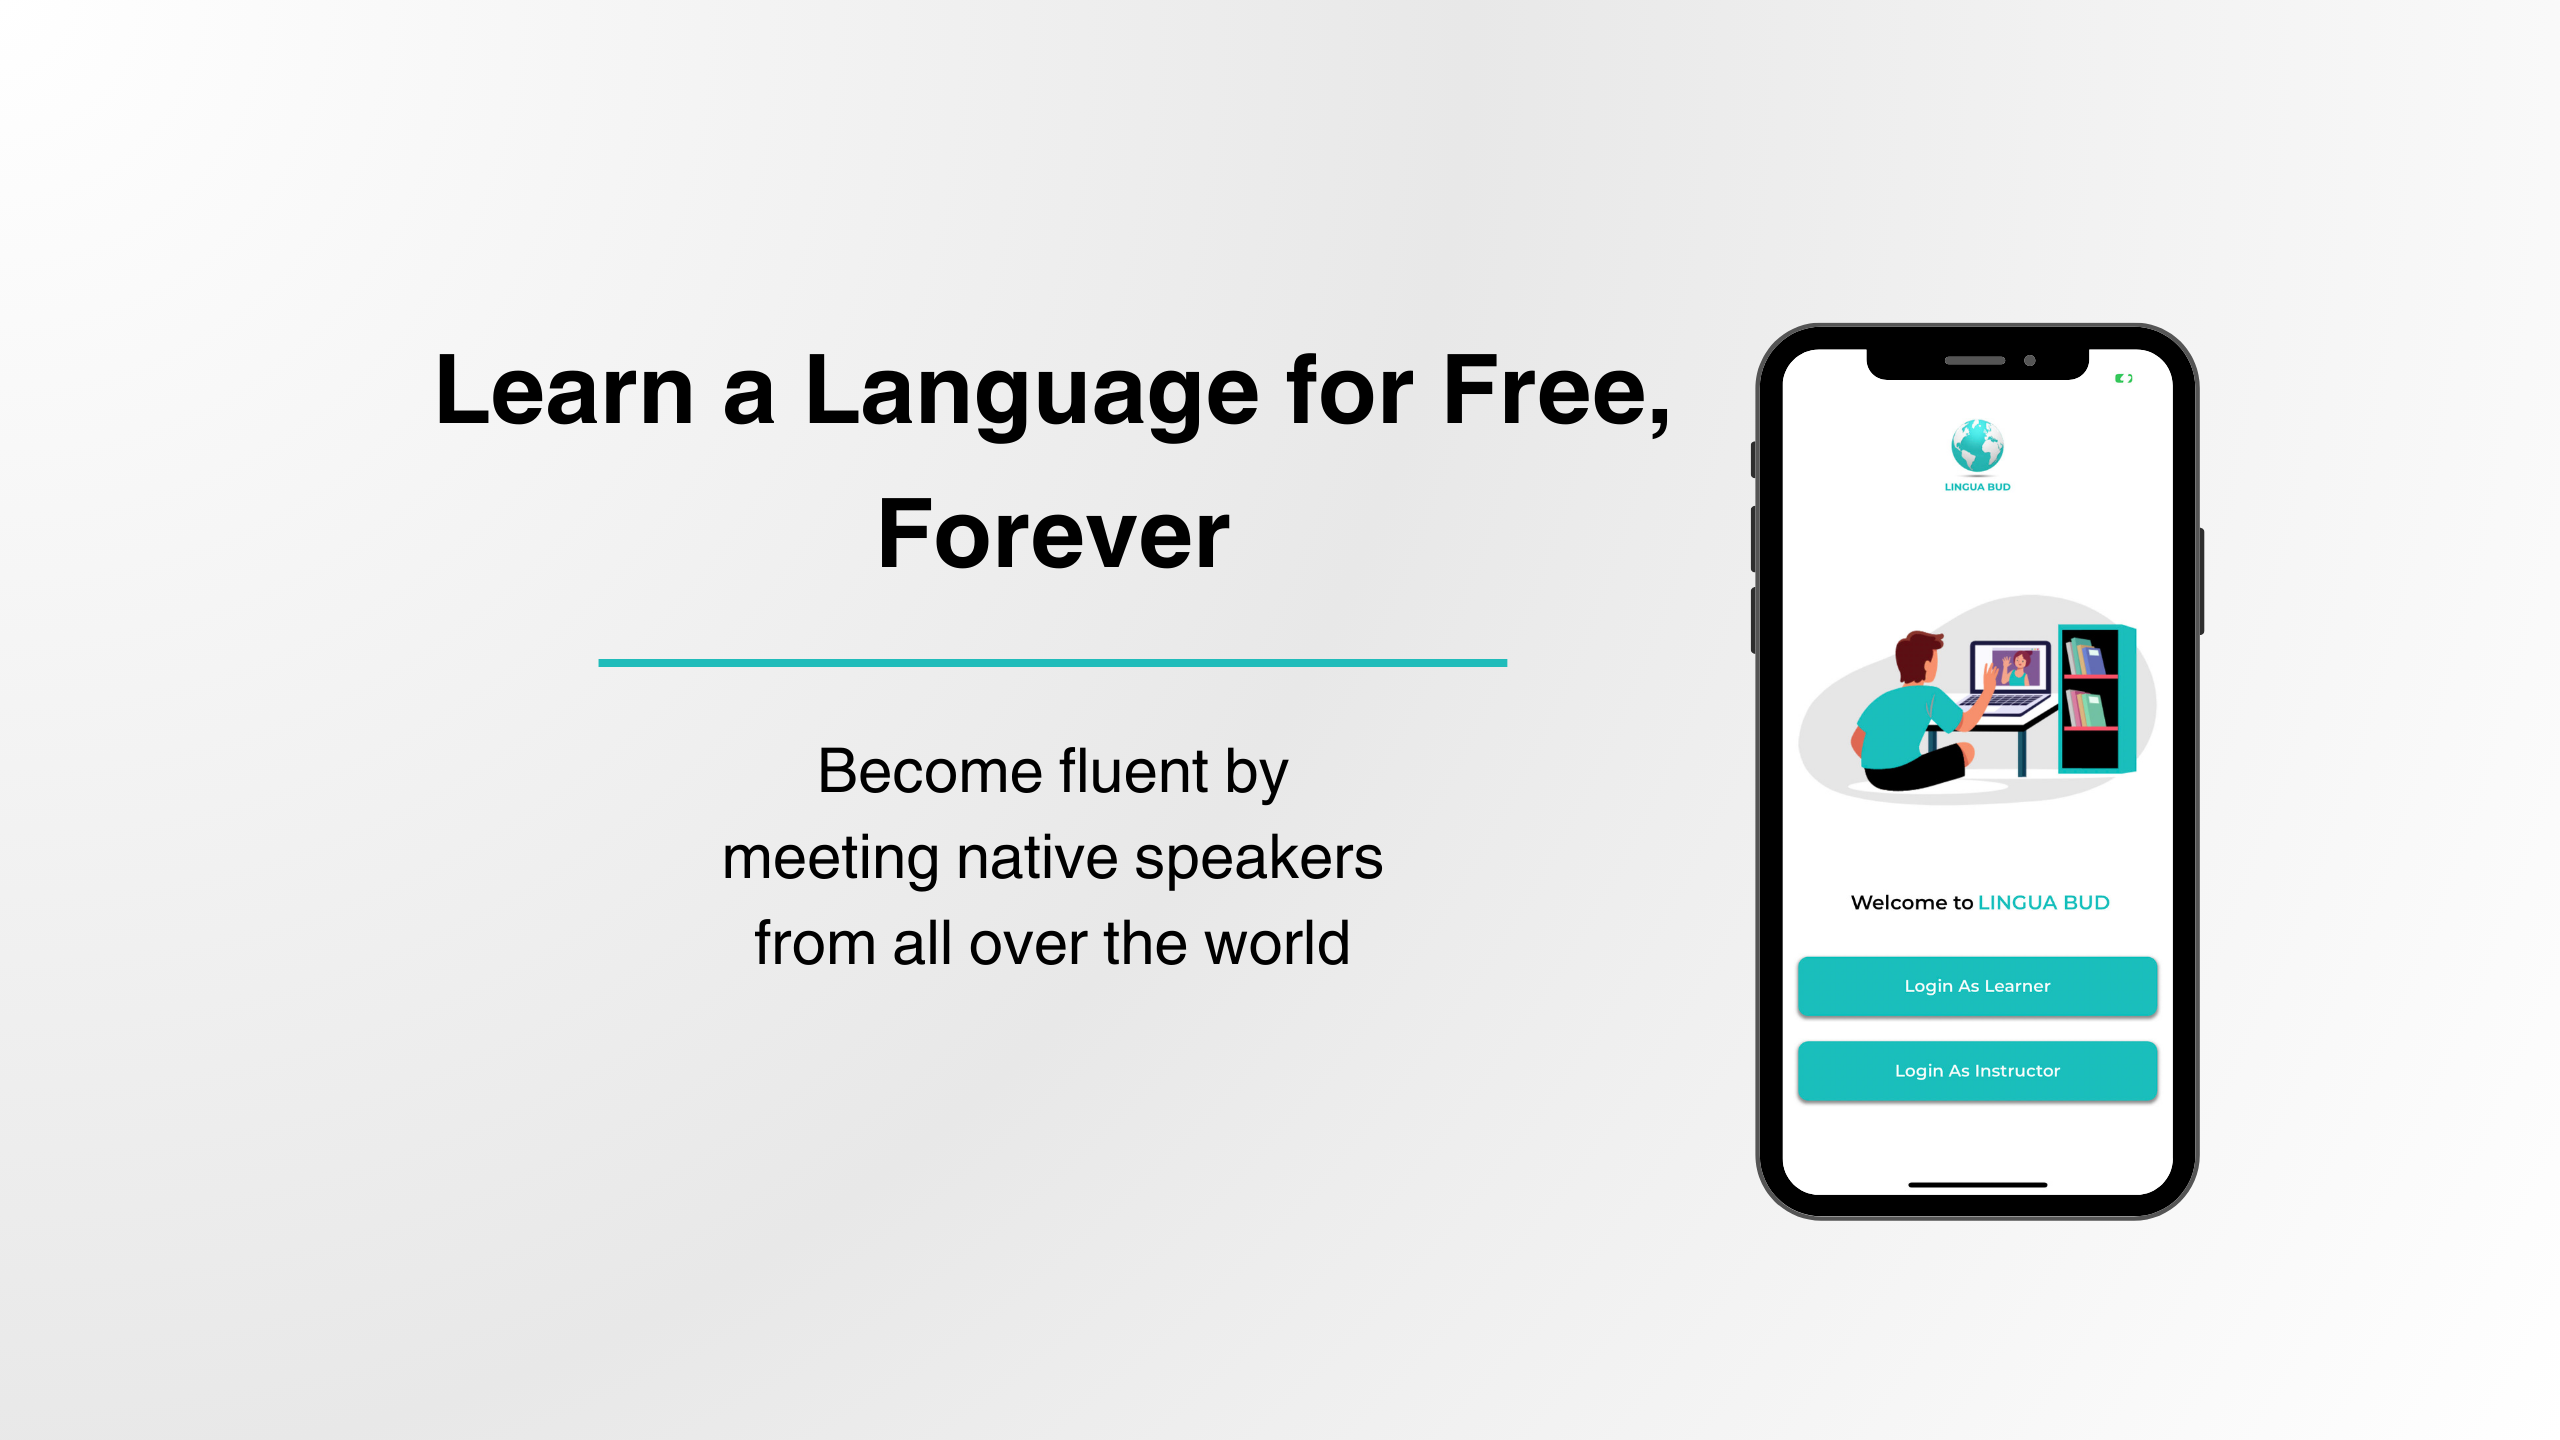 Learn a Language for Free,
Forever
Become fluent by
meeting native speakers
from all over the world
LINGUA BUD
Welcome to LINGUA BUD
Login As Learner
Login As Instructor